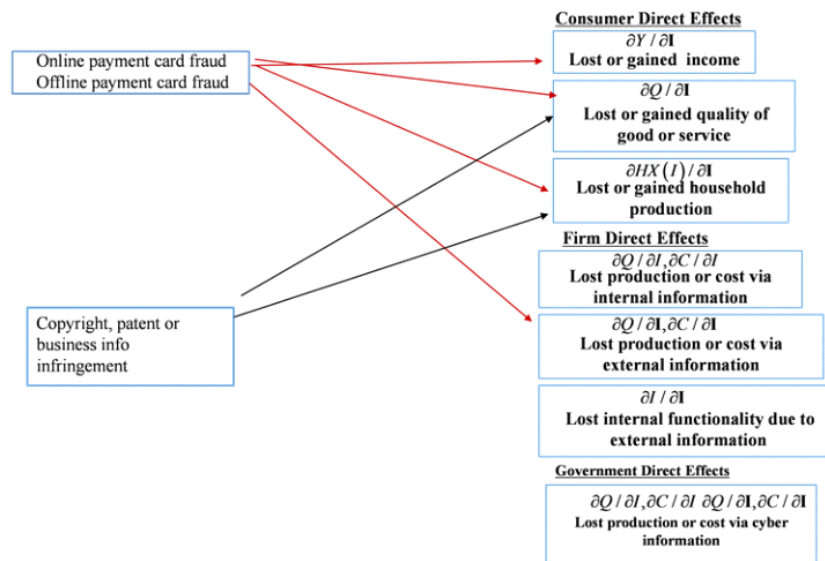 Online payment card fraud
Offline payment card fraud
Copyright, patent or
business info
infringement
Consumer Direct Effects
∂Y / ∂𝐈
Lost or gained income
∂Q / ∂𝐈
Lost or gained quality of
good or service
∂HX(I) / ∂𝐈
Lost or gained household
production
Firm Direct Effects
∂Q / ∂I,∂C / ∂I
Lost production or cost via
internal information
∂Q / ∂𝐈,∂C / ∂𝐈
Lost production or cost via
external information
∂I / ∂𝐈
Lost internal functionality due to
external information
Government Direct Effects
∂Q / ∂I,∂C / ∂I ∂Q / ∂𝐈,∂C / ∂𝐈
Lost production or cost via cyber
information